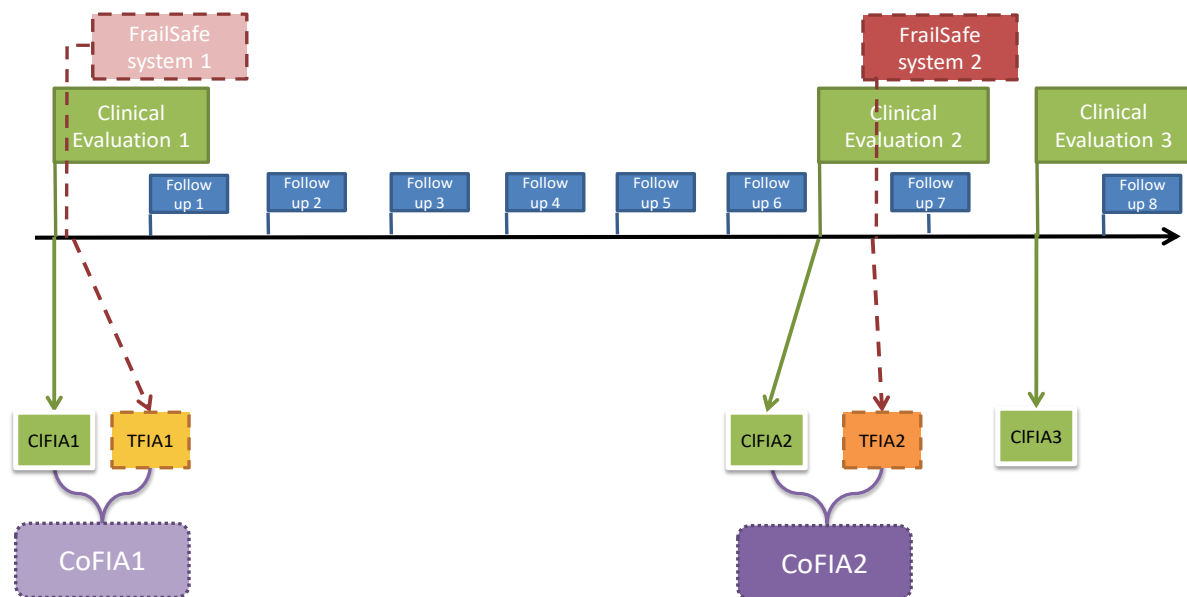 FrailSafe
system 1
FrailSafe
system 2
Clinical
Evaluation 1
Clinical
Evaluation 2
Clinical
Evaluation 3
Follow
up 1
Follow
up 2
Follow
up 3
Follow
up 4
Follow
up 5
Follow
up 6
Follow
up 7
Follow
up 8
ClFIA1
TFIA1
ClFIA2
TFIA2
ClFIA3
CoFIA1
CoFIA2